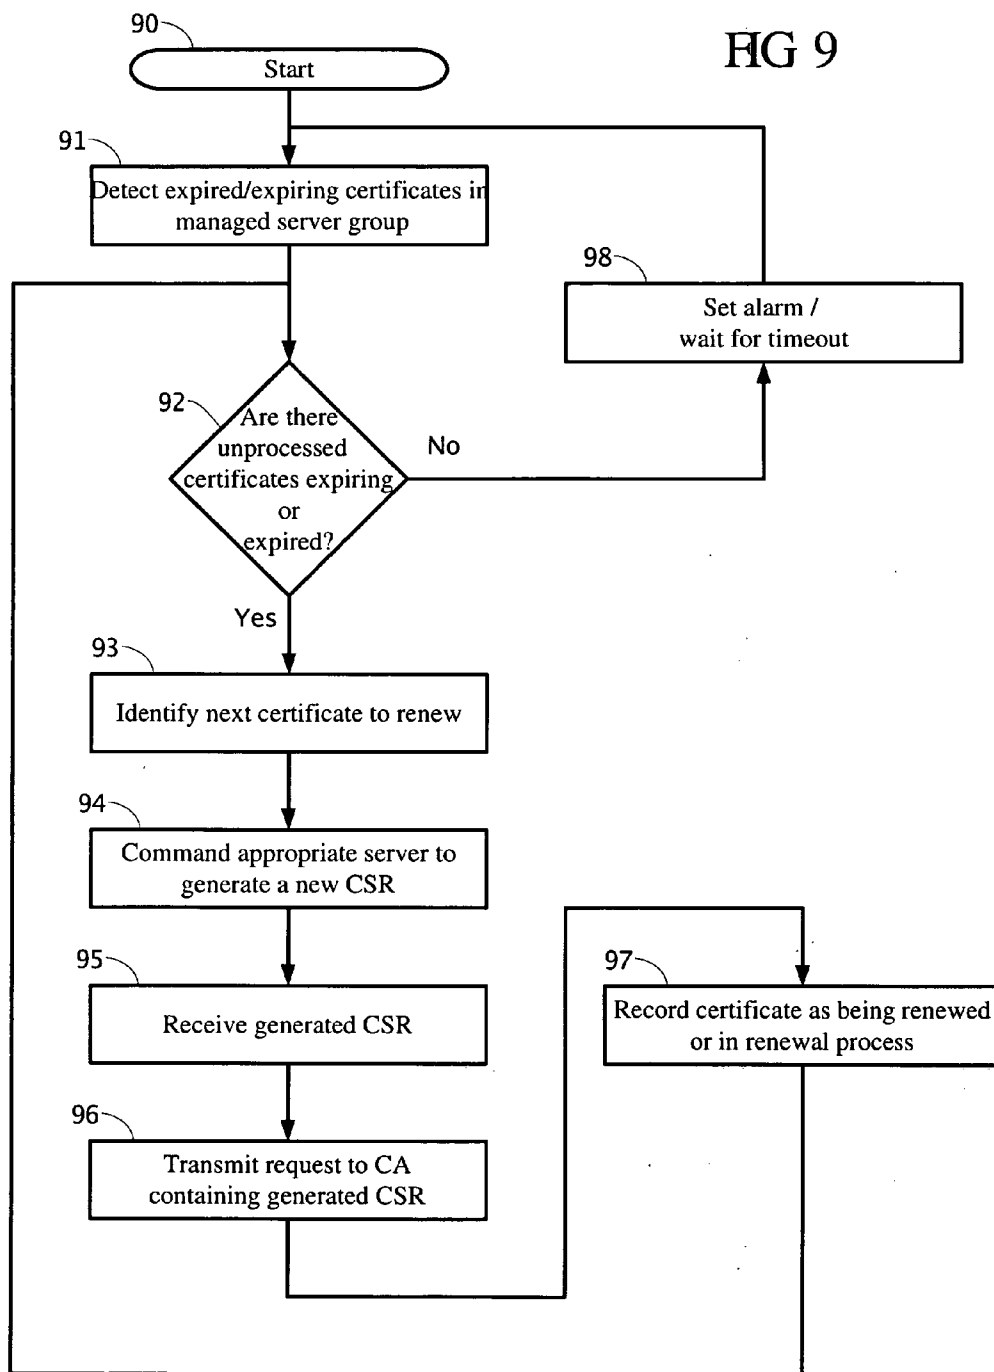 FIG 9
90
Start
91
Detect expired/expiring certificates in
managed server group
98
Set alarm /
wait for timeout
92
Are there
unprocessed
certificates expiring
or
expired?
No
Yes
93
Identify next certificate to renew
94
Command appropriate server to
generate a new CSR
95
Receive generated CSR
97
Record certificate as being renewed
or in renewal process
96
Transmit request to CA
containing generated CSR